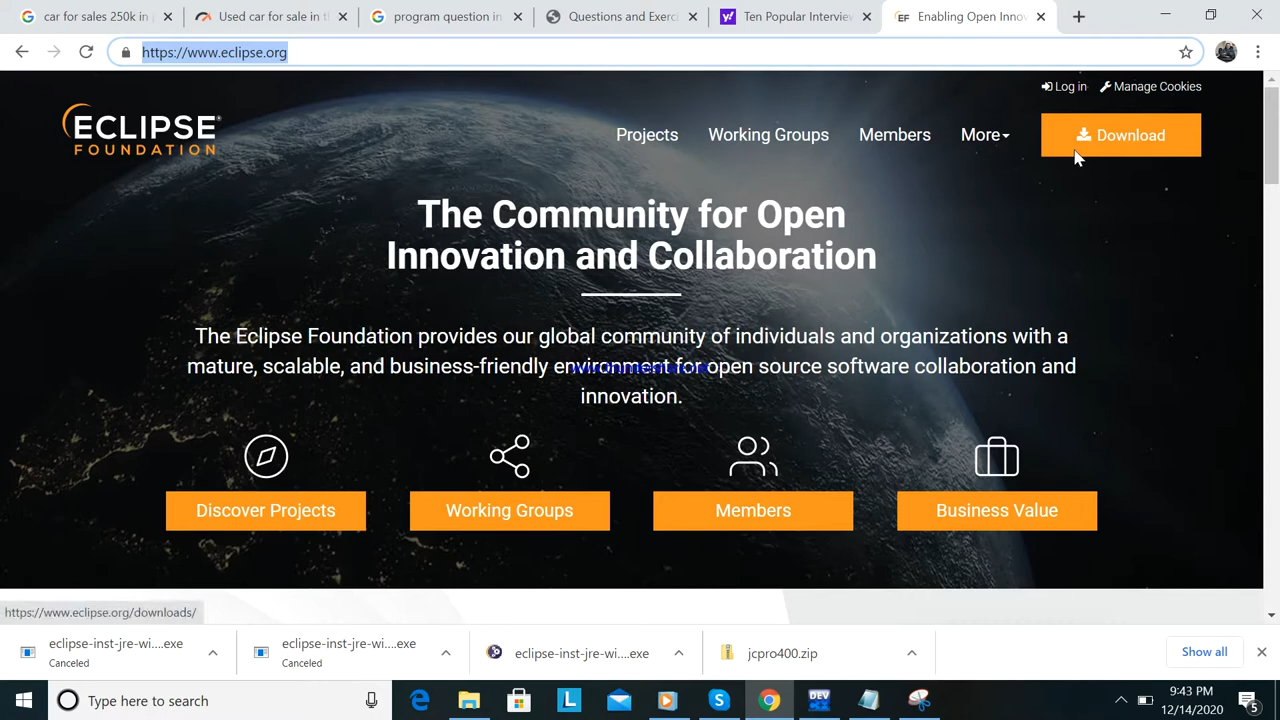 car for sales 250k in j
Used car for sale in t
program question in
Questions and Exerc
Ten Popular Interview
Enabling Open Innov
https://www.eclipse.org
Log in
Manage Cookies
ECLIPSE®
FOUNDATION
Projects
Working Groups
Members
More
Download
The Community for Open
Innovation and Collaboration
The Eclipse Foundation provides our global community of individuals and organizations with a
mature, scalable, and business-friendly environment for open source software collaboration and
innovation.
Discover Projects
Working Groups
Members
Business Value
https://www.eclipse.org/downloads/
eclipse-inst-jre-wi....exe
Canceled
eclipse-inst-jre-wi....exe
Canceled
eclipse-inst-jre-wi....exe
jcpro400.zip
Show all
Type here to search
L
S
DEV
9:43 PM
12/14/2020
5